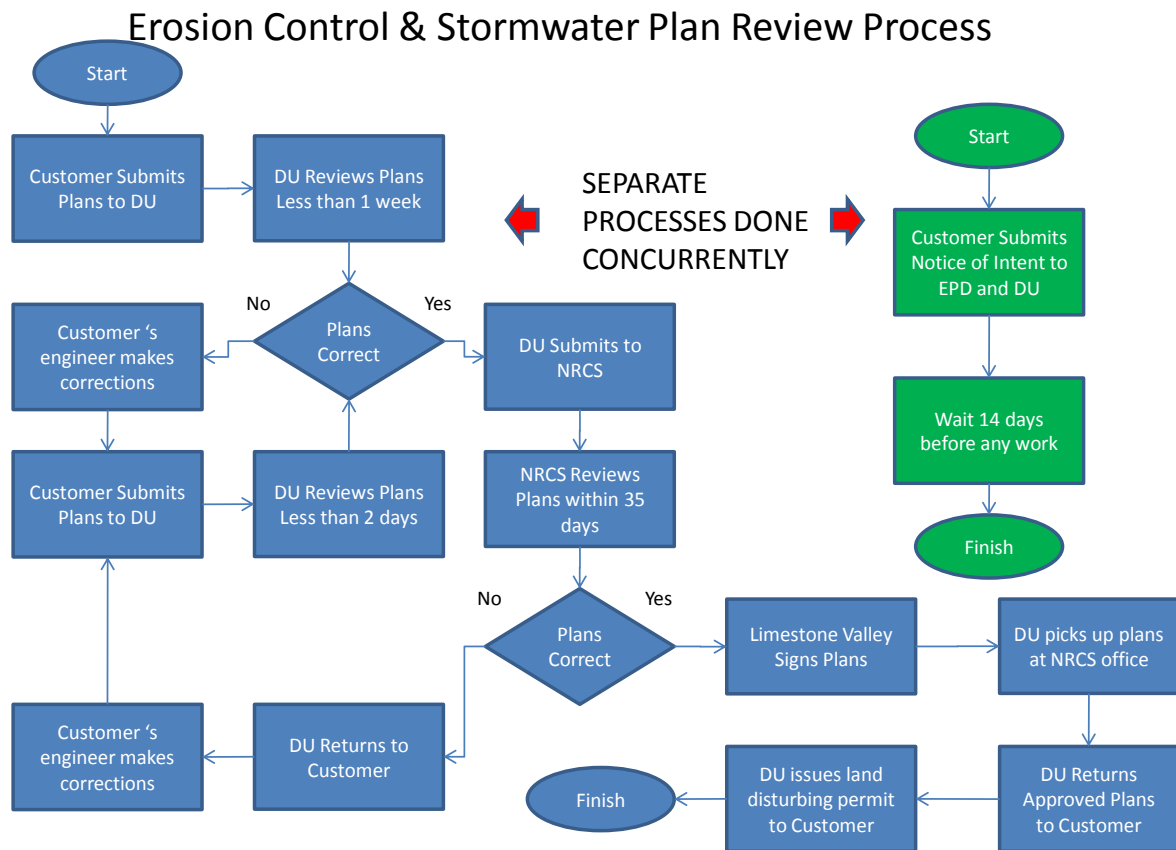 Erosion Control & Stormwater Plan Review Process
Start
Customer Submits
Plans to DU
DU Reviews Plans
Less than 1 week
SEPARATE
PROCESSES DONE
CONCURRENTLY
Start
Customer Submits
Notice of Intent to
EPD and DU
Wait 14 days
before any work
Finish
No
Yes
Plans
Correct
Customer ‘s
engineer makes
corrections
DU Submits to
NRCS
Customer Submits
Plans to DU
DU Reviews Plans
Less than 2 days
NRCS Reviews
Plans within 35
days
No
Yes
Plans
Correct
Limestone Valley
Signs Plans
DU picks up plans
at NRCS office
Customer ‘s
engineer makes
corrections
DU Returns to
Customer
Finish
DU issues land
disturbing permit
to Customer
DU Returns
Approved Plans
to Customer